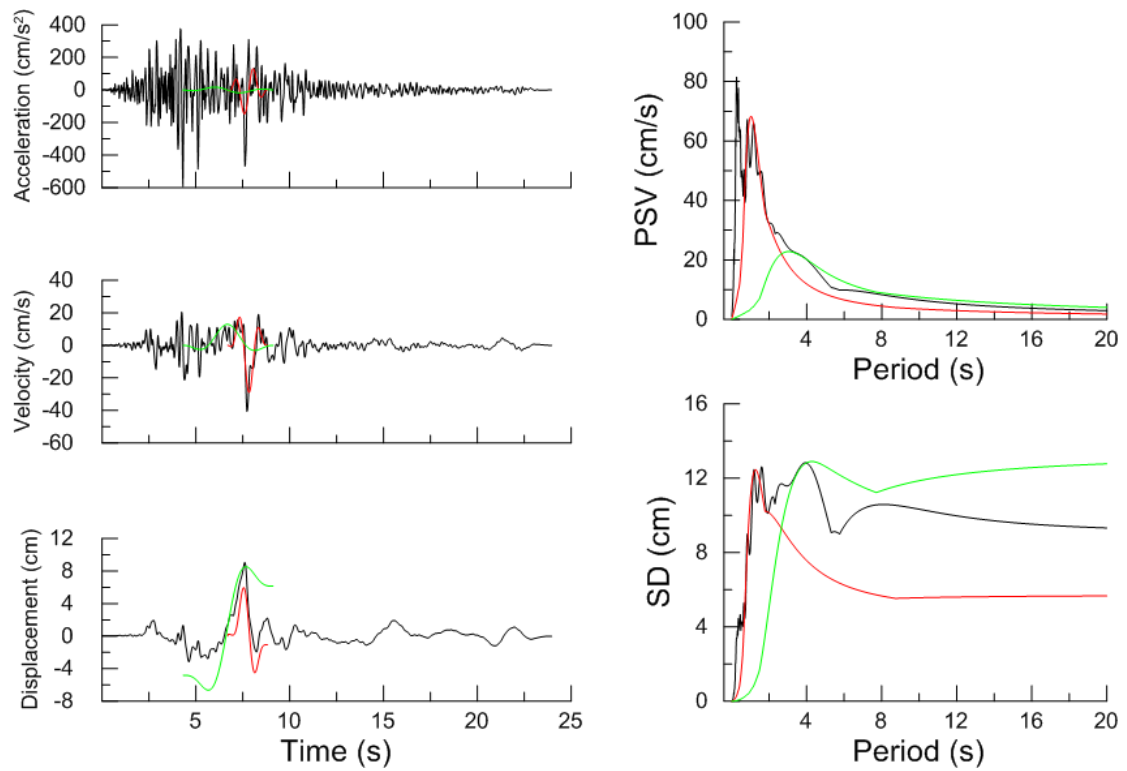 Acceleration (cm/s²)
400
200
0
-200
-400
-600
Velocity (cm/s)
40
20
0
-20
-40
-60
Displacement (cm)
12
8
4
0
-4
-8
5 10 15 20 25
Time (s)
PSV (cm/s)
100
80
60
40
20
0
4 8 12 16 20
Period (s)
SD (cm)
16
12
8
4
0
4 8 12 16 20
Period (s)